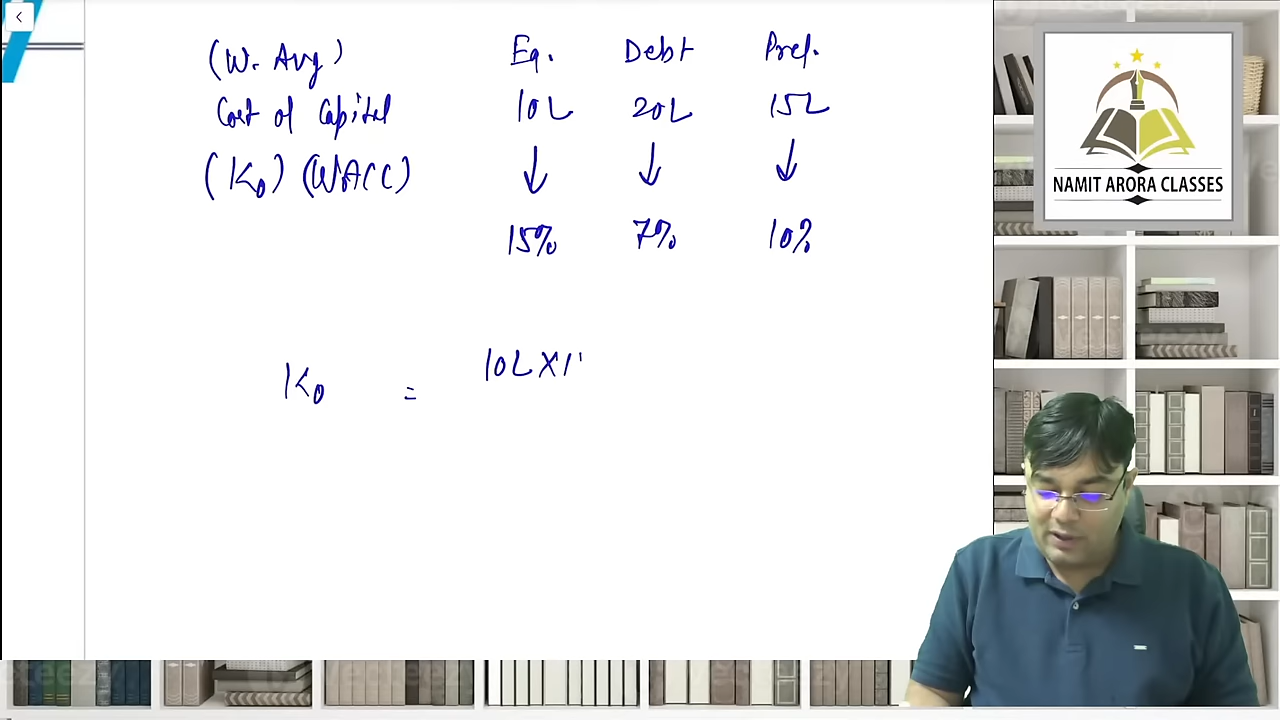 (W. Avg) Eq. Debt Pref.
Cost of Capital 10L 20L 15L
(K0) (WACC)
15% 7% 10%
K0 = 10L X 1
NAMIT ARORA CLASSES